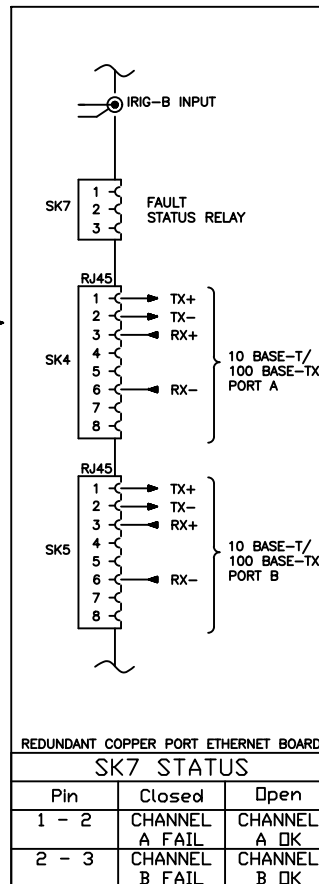 IRIG-B INPUT
SK7
1
2
3
FAULT
STATUS RELAY
RJ45
SK4
1 TX+
2 TX-
3 RX+
4
5
6 RX-
7
8
10 BASE-T/
100 BASE-TX
PORT A
RJ45
SK5
1 TX+
2 TX-
3 RX+
4
5
6 RX-
7
8
10 BASE-T/
100 BASE-TX
PORT B
REDUNDANT COPPER PORT ETHERNET BOARD
SK7 STATUS
Pin Closed Open
1 - 2 CHANNEL A FAIL CHANNEL A OK
2 - 3 CHANNEL B FAIL CHANNEL B OK